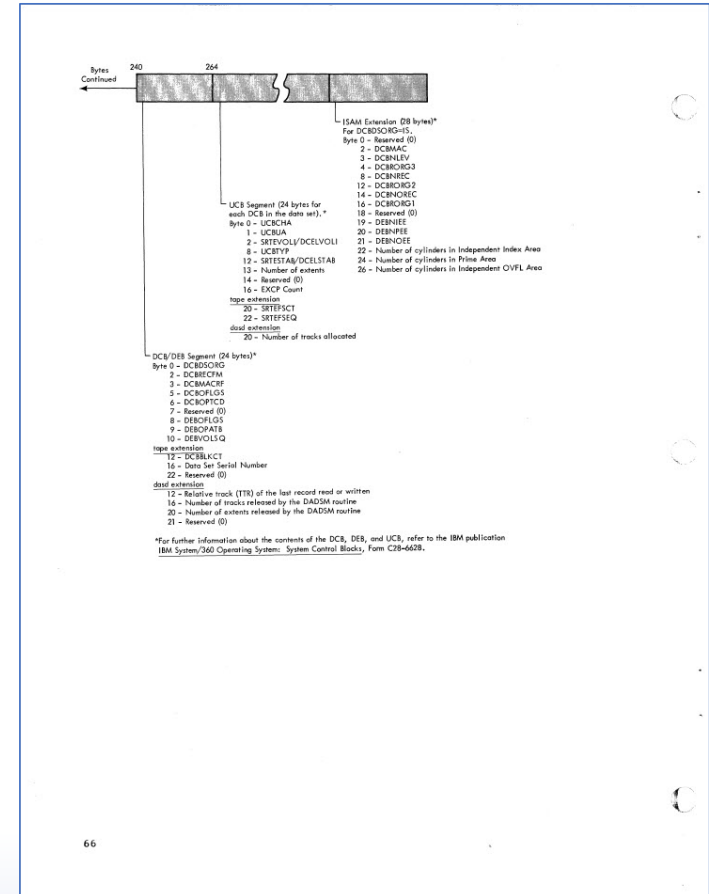 Bytes
Continued
240
264
ISAM Extension (28 bytes)*
For DCBDSORG=IS,
Byte 0 - Reserved (0)
2 - DCBMAC
3 - DCBNLEV
4 - DCBRORG3
8 - DCBNREC
12 - DCBRORG2
14 - DCBNOREC
16 - DCBRORG1
18 - Reserved (0)
19 - DEBNIEE
20 - DEBNPEE
21 - DEBNOEE
22 - Number of cylinders in Independent Index Area
24 - Number of cylinders in Prime Area
26 - Number of cylinders in Independent OVFL Area
UCB Segment (24 bytes for
each DCB in the data set).*
Byte 0 - UCBCHA
1 - UCBUA
2 - SRTEVOLI/DCELVOLI
8 - UCBTYP
12 - SRTESTAB/DCELSTAB
13 - Number of extents
14 - Reserved (0)
16 - EXCP Count
tape extension
20 - SRTEFSCT
22 - SRTEFSEQ
dasd extension
20 - Number of tracks allocated
DCB/DEB Segment (24 bytes)*
Byte 0 - DCBDSORG
2 - DCBRECFM
3 - DCBMACRF
5 - DCBOFLGS
6 - DCBOPTCD
7 - Reserved (0)
8 - DEBOFLGS
9 - DEBOPATB
10 - DEBVOLSQ
tape extension
12 - DCBBLKCT
16 - Data Set Serial Number
22 - Reserved (0)
dasd extension
12 - Relative track (TTR) of the last record read or written
16 - Number of tracks released by the DADSM routine
20 - Number of extents released by the DADSM routine
21 - Reserved (0)
*For further information about the contents of the DCB, DEB, and UCB, refer to the IBM publication
IBM System/360 Operating System: System Control Blocks, Form C28-6628.
66